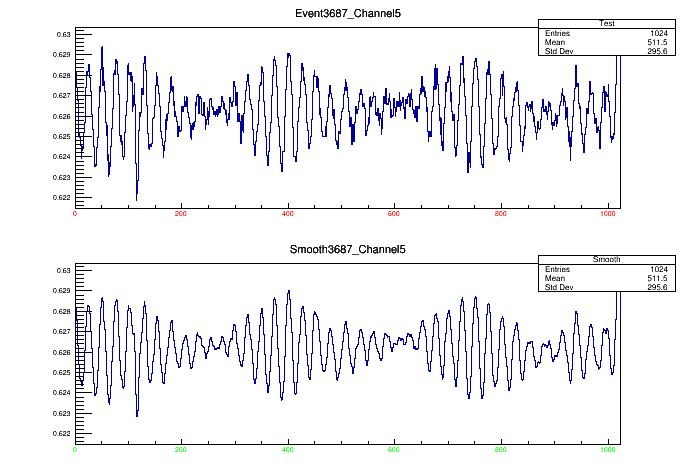 Event3687_Channel5
Test
Entries 1024
Mean 511.5
Std Dev 295.6
0.63
0.629
0.628
0.627
0.626
0.625
0.624
0.623
0.622
0 200 400 600 800 1000
Smooth3687_Channel5
Smooth
Entries 1024
Mean 511.5
Std Dev 295.6
0.63
0.629
0.628
0.627
0.626
0.625
0.624
0.623
0.622
0 200 400 600 800 1000